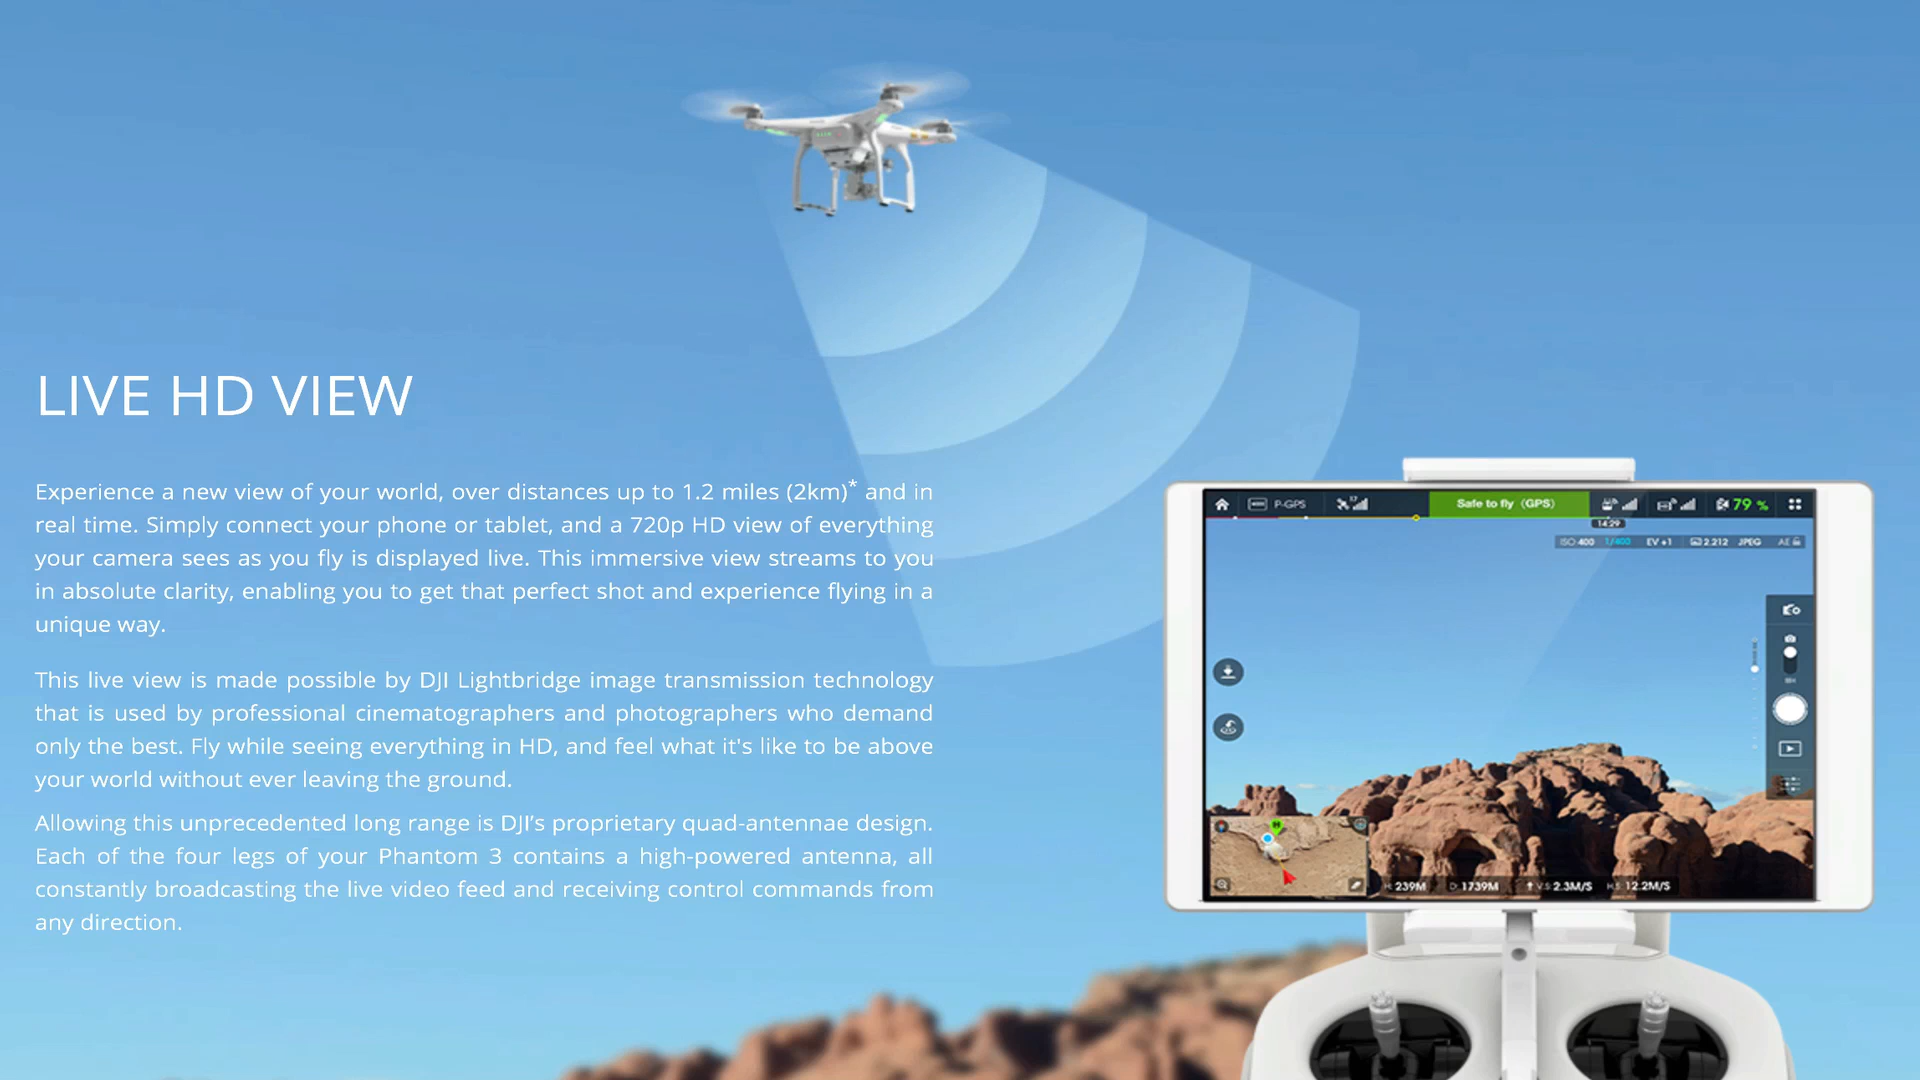 LIVE HD VIEW
Experience a new view of your world, over distances up to 1.2 miles (2km)* and in
real time. Simply connect your phone or tablet, and a 720p HD view of everything
your camera sees as you fly is displayed live. This immersive view streams to you
in absolute clarity, enabling you to get that perfect shot and experience flying in a
unique way.
This live view is made possible by DJI Lightbridge image transmission technology
that is used by professional cinematographers and photographers who demand
only the best. Fly while seeing everything in HD, and feel what it's like to be above
your world without ever leaving the ground.
Allowing this unprecedented long range is DJI’s proprietary quad-antennae design.
Each of the four legs of your Phantom 3 contains a high-powered antenna, all
constantly broadcasting the live video feed and receiving control commands from
any direction.
P-GPS Safe to fly (GPS) 79 %
14:29
ISO 400 1/400 EV +1 2.212 JPEG AE
H
H: 239M D: 1739M V.S: 2.3M/S H.S: 12.2M/S